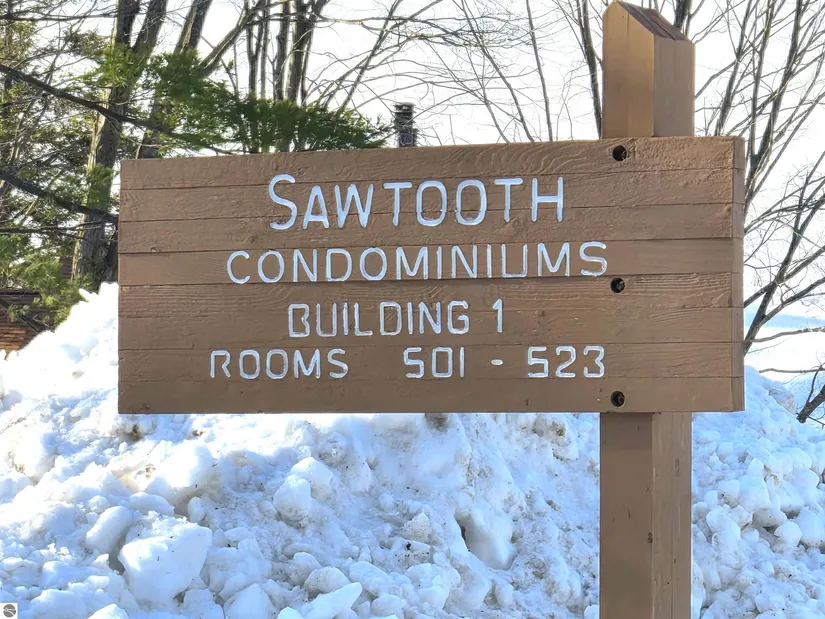 SAWTOOTH
CONDOMINIUMS
BUILDING 1
ROOMS 501 - 523